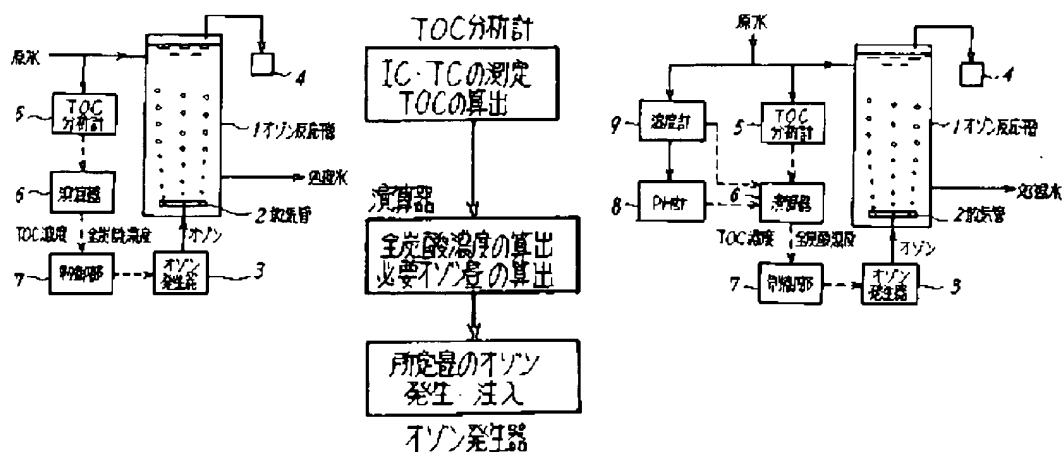 原水
4
5
TOC
分析計
1オゾン反応槽
6
演算器
処理水
2散気管
TOC濃度
全炭酸濃度
オゾン
7
制御部
オゾン
発生器
3
TOC分析計
IC・TCの測定
TOCの算出
演算器
全炭酸濃度の算出
必要オゾン量の算出
所定量のオゾン
発生・注入
オゾン発生器
原水
4
9
温度計
5
TOC
分析計
1オゾン反応槽
8
PH計
6
演算器
処理水
2散気管
TOC濃度
全炭酸濃度
オゾン
7
制御部
オゾン
発生器
3